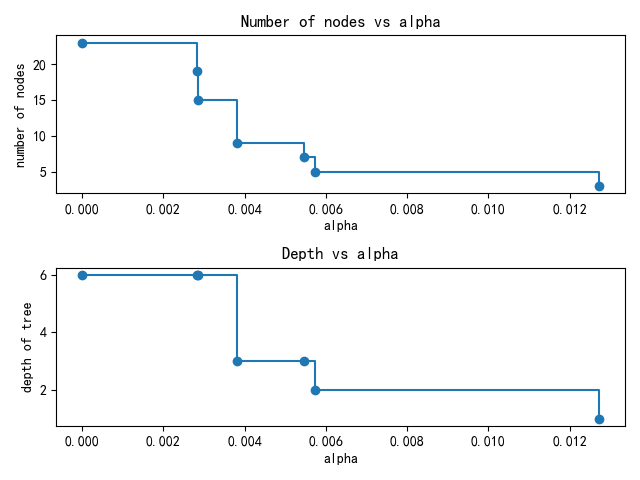 Number of nodes vs alpha
number of nodes
20
15
10
5
0.000 0.002 0.004 0.006 0.008 0.010 0.012
alpha
Depth vs alpha
depth of tree
6
4
2
0.000 0.002 0.004 0.006 0.008 0.010 0.012
alpha